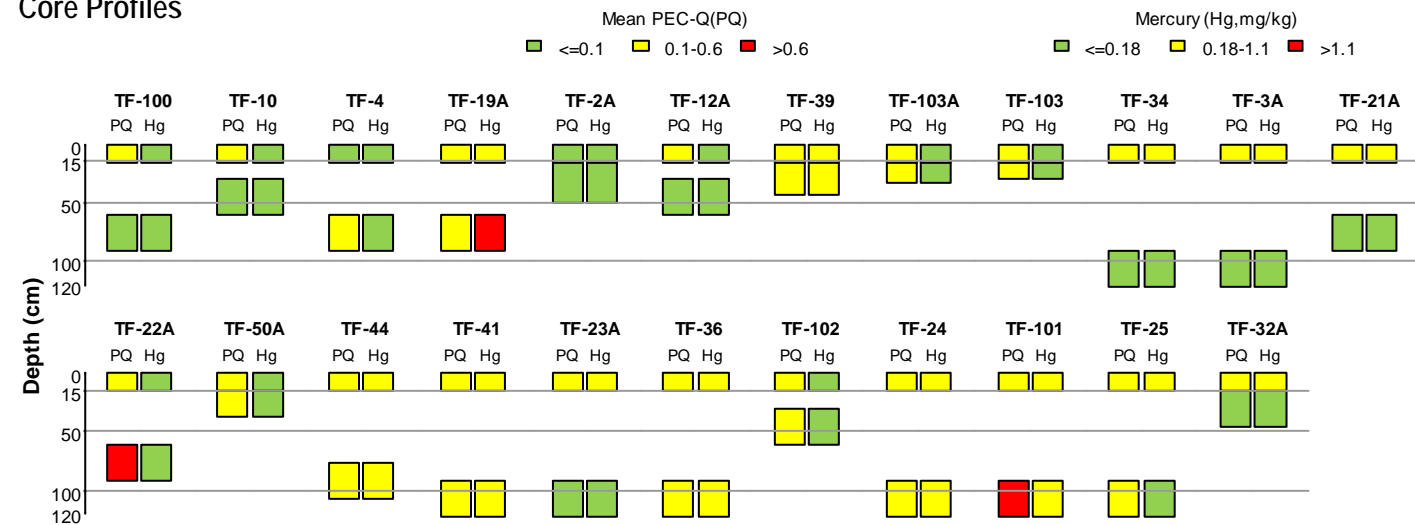 Core Profiles
Mean PEC-Q(PQ)
<=0.1 0.1-0.6 >0.6
Mercury (Hg,mg/kg)
<=0.18 0.18-1.1 >1.1
TF-100 TF-10 TF-4 TF-19A TF-2A TF-12A TF-39 TF-103A TF-103 TF-34 TF-3A TF-21A
PQ Hg PQ Hg PQ Hg PQ Hg PQ Hg PQ Hg PQ Hg PQ Hg PQ Hg PQ Hg PQ Hg PQ Hg
0
15
50
100
120
Depth (cm)
TF-22A TF-50A TF-44 TF-41 TF-23A TF-36 TF-102 TF-24 TF-101 TF-25 TF-32A
PQ Hg PQ Hg PQ Hg PQ Hg PQ Hg PQ Hg PQ Hg PQ Hg PQ Hg PQ Hg PQ Hg
0
15
50
100
120